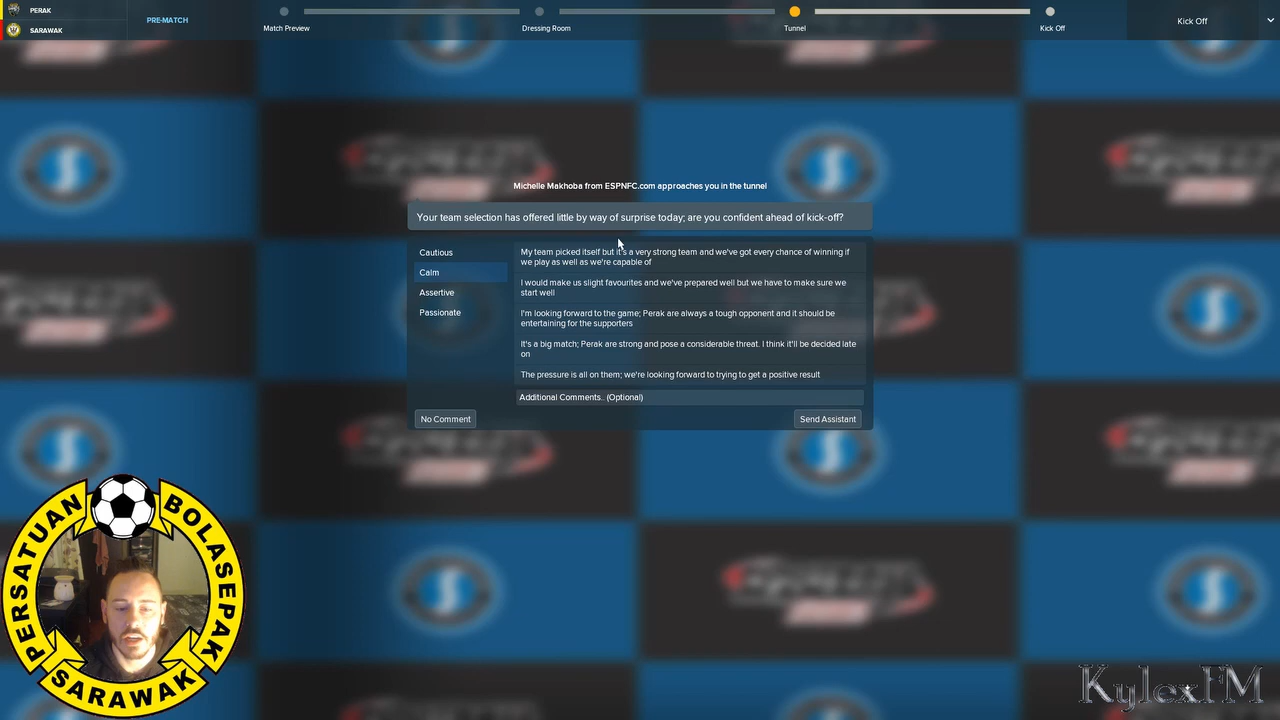 PERAK
SARAWAK
PRE-MATCH
Match Preview
Dressing Room
Tunnel
Kick Off
Kick Off
Michelle Makhoba from ESPNFC.com approaches you in the tunnel
Your team selection has offered little by way of surprise today; are you confident ahead of kick-off?
Cautious
Calm
Assertive
Passionate
My team picked itself but it's a very strong team and we've got every chance of winning if
we play as well as we're capable of
I would make us slight favourites and we've prepared well but we have to make sure we
start well
I'm looking forward to the game; Perak are always a tough opponent and it should be
entertaining for the supporters
It's a big match; Perak are strong and pose a considerable threat. I think it'll be decided late
on
The pressure is all on them; we're looking forward to trying to get a positive result
Additional Comments.. (Optional)
No Comment
Send Assistant
PERSATUAN
BOLASEPAK
SARAWAK
KylexFM